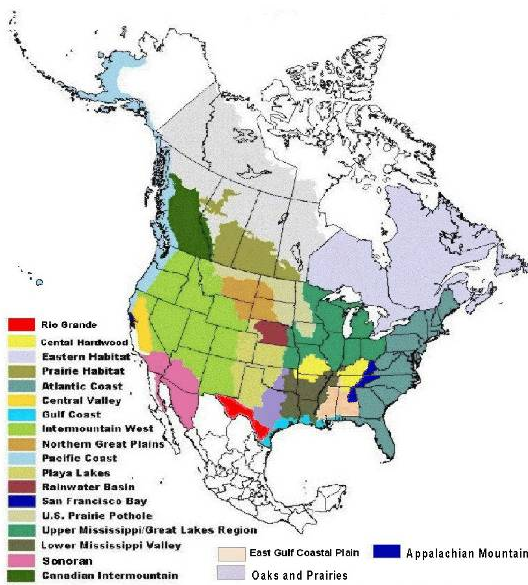 Rio Grande
Cental Hardwood
Eastern Habitat
Prairie Habitat
Atlantic Coast
Central Valley
Gulf Coast
Intermountain West
Northern Great Plains
Pacific Coast
Playa Lakes
Rainwater Basin
San Francisco Bay
U.S. Prairie Pothole
Upper Mississippi/Great Lakes Region
Lower Mississippi Valley
Sonoran
Canadian Intermountain
East Gulf Coastal Plain
Appalachian Mountain
Oaks and Prairies